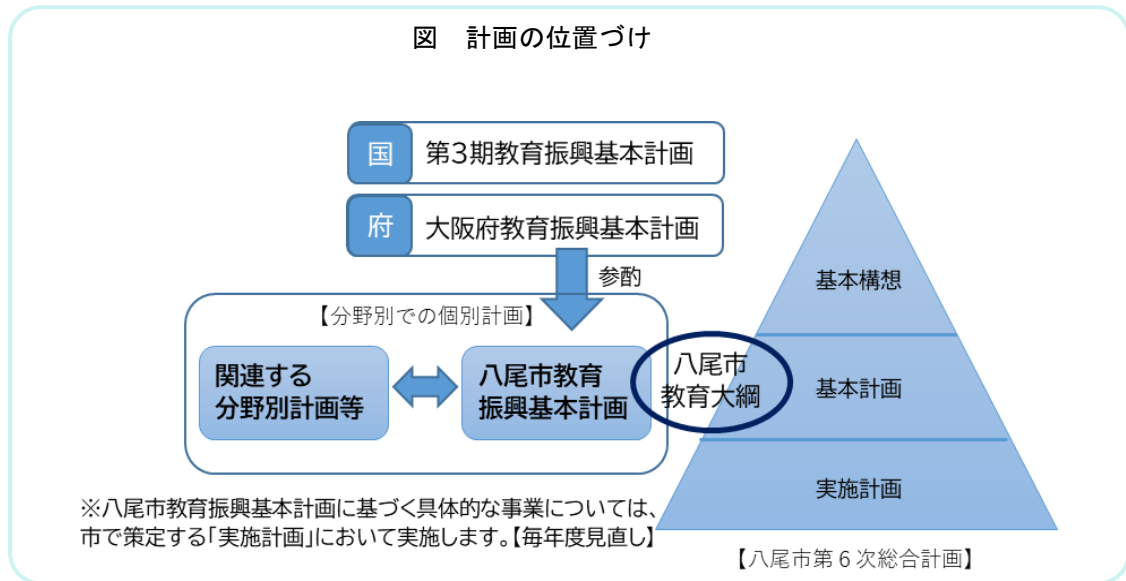 図 計画の位置づけ
国 第3期教育振興基本計画
府 大阪府教育振興基本計画
参酌
【分野別での個別計画】
関連する
分野別計画等
八尾市教育
振興基本計画
八尾市
教育大綱
基本構想
基本計画
実施計画
※八尾市教育振興基本計画に基づく具体的な事業については、
市で策定する「実施計画」において実施します。【毎年度見直し】
【八尾市第6次総合計画】